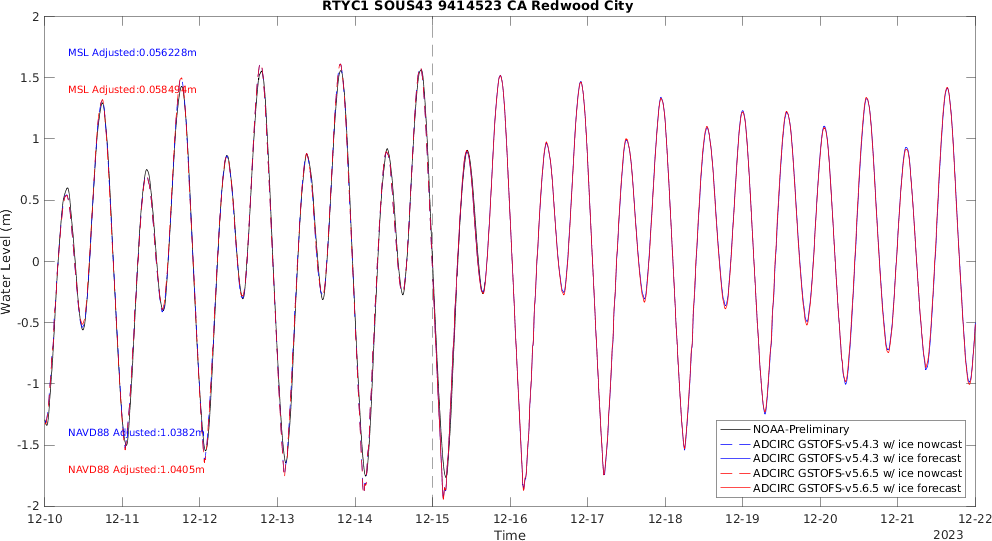 RTYC1 SOUS43 9414523 CA Redwood City
2
1.5
1
0.5
0
-0.5
-1
-1.5
-2
Water Level (m)
MSL Adjusted:0.056228m
MSL Adjusted:0.058494m
NAVD88 Adjusted:1.0382m
NAVD88 Adjusted:1.0405m
NOAA-Preliminary
ADCIRC GSTOFS-v5.4.3 w/ ice nowcast
ADCIRC GSTOFS-v5.4.3 w/ ice forecast
ADCIRC GSTOFS-v5.6.5 w/ ice nowcast
ADCIRC GSTOFS-v5.6.5 w/ ice forecast
12-10 12-11 12-12 12-13 12-14 12-15 12-16 12-17 12-18 12-19 12-20 12-21 12-22
Time
2023